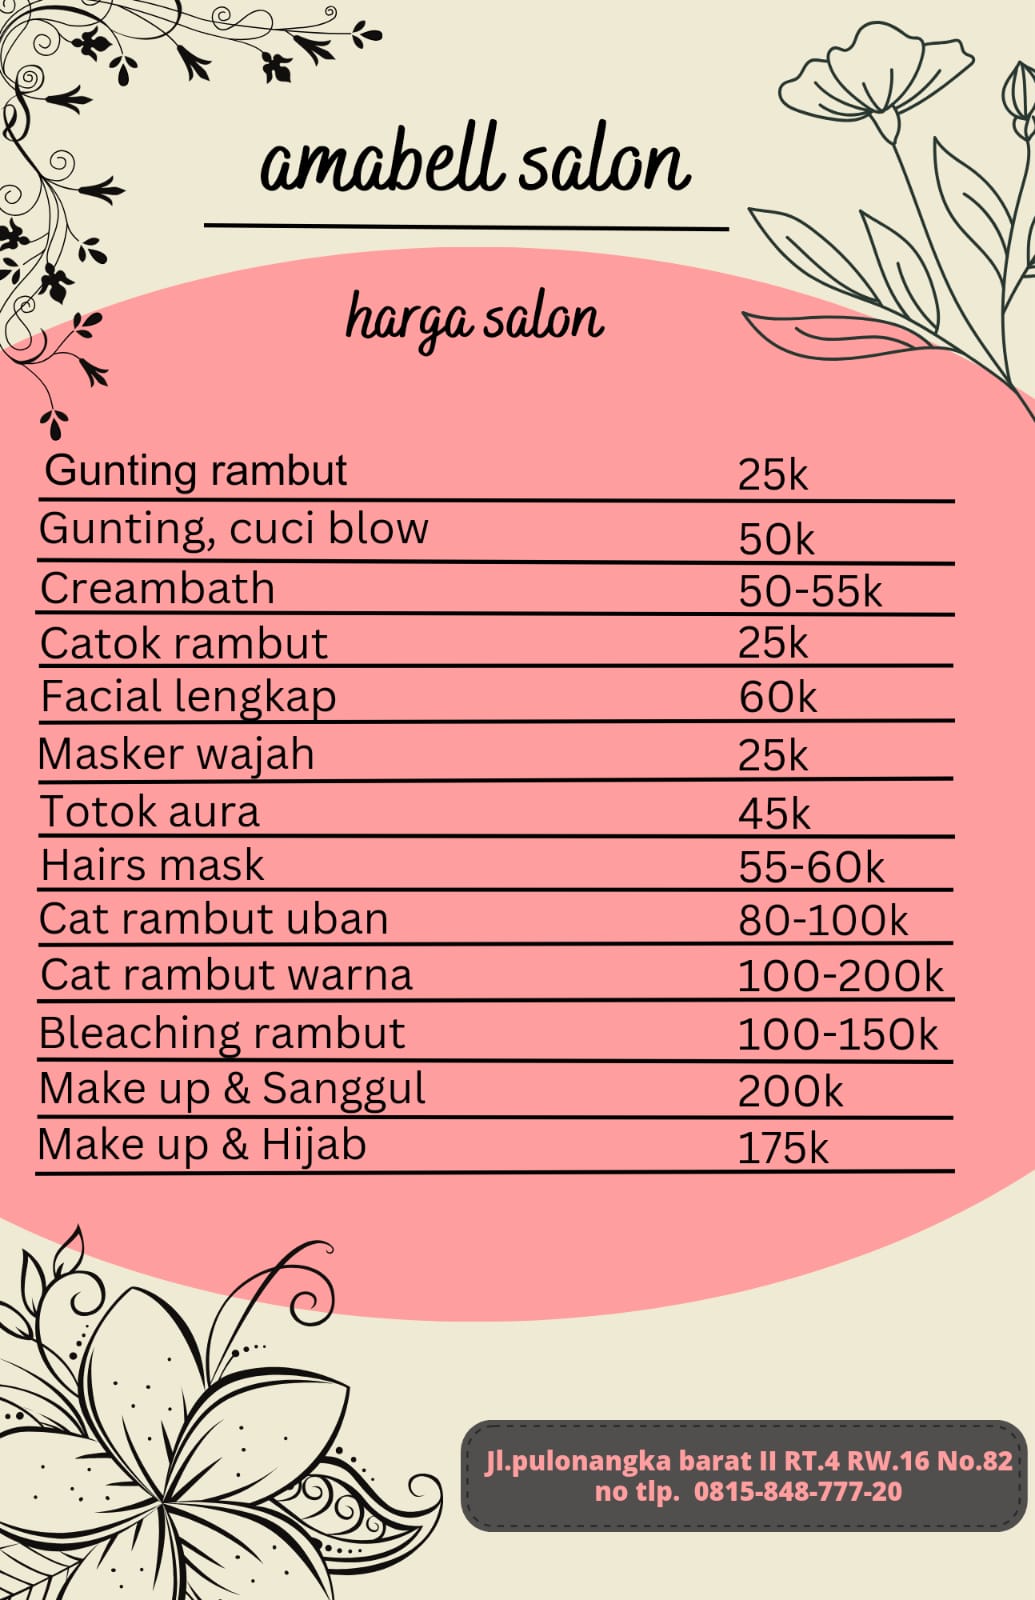 amabell salon
harga salon
Gunting rambut 25k
Gunting, cuci blow 50k
Creambath 50-55k
Catok rambut 25k
Facial lengkap 60k
Masker wajah 25k
Totok aura 45k
Hairs mask 55-60k
Cat rambut uban 80-100k
Cat rambut warna 100-200k
Bleaching rambut 100-150k
Make up & Sanggul 200k
Make up & Hijab 175k
Jl.pulonangka barat II RT.4 RW.16 No.82
no tlp. 0815-848-777-20